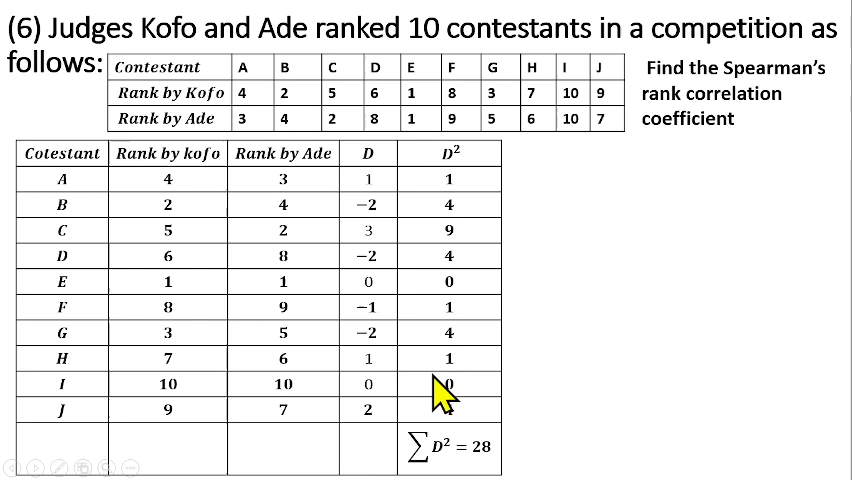 (6) Judges Kofo and Ade ranked 10 contestants in a competition as
follows:
Contestant A B C D E F G H I J
Rank by Kofo 4 2 5 6 1 8 3 7 10 9
Rank by Ade 3 4 2 8 1 9 5 6 10 7
Find the Spearman's
rank correlation
coefficient
Cotestant Rank by kofo Rank by Ade D D²
A 4 3 1 1
B 2 4 −2 4
C 5 2 3 9
D 6 8 −2 4
E 1 1 0 0
F 8 9 −1 1
G 3 5 −2 4
H 7 6 1 1
I 10 10 0 0
J 9 7 2
∑ D² = 28